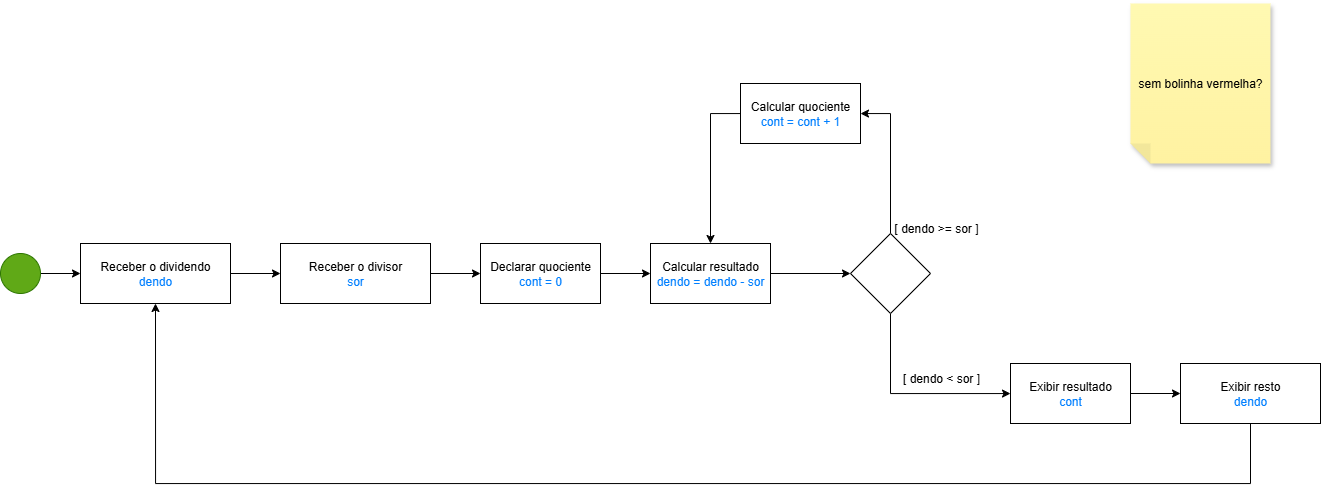 sem bolinha vermelha?
Calcular quociente
cont = cont + 1
[ dendo >= sor ]
Receber o dividendo
dendo
Receber o divisor
sor
Declarar quociente
cont = 0
Calcular resultado
dendo = dendo - sor
[ dendo < sor ]
Exibir resultado
cont
Exibir resto
dendo